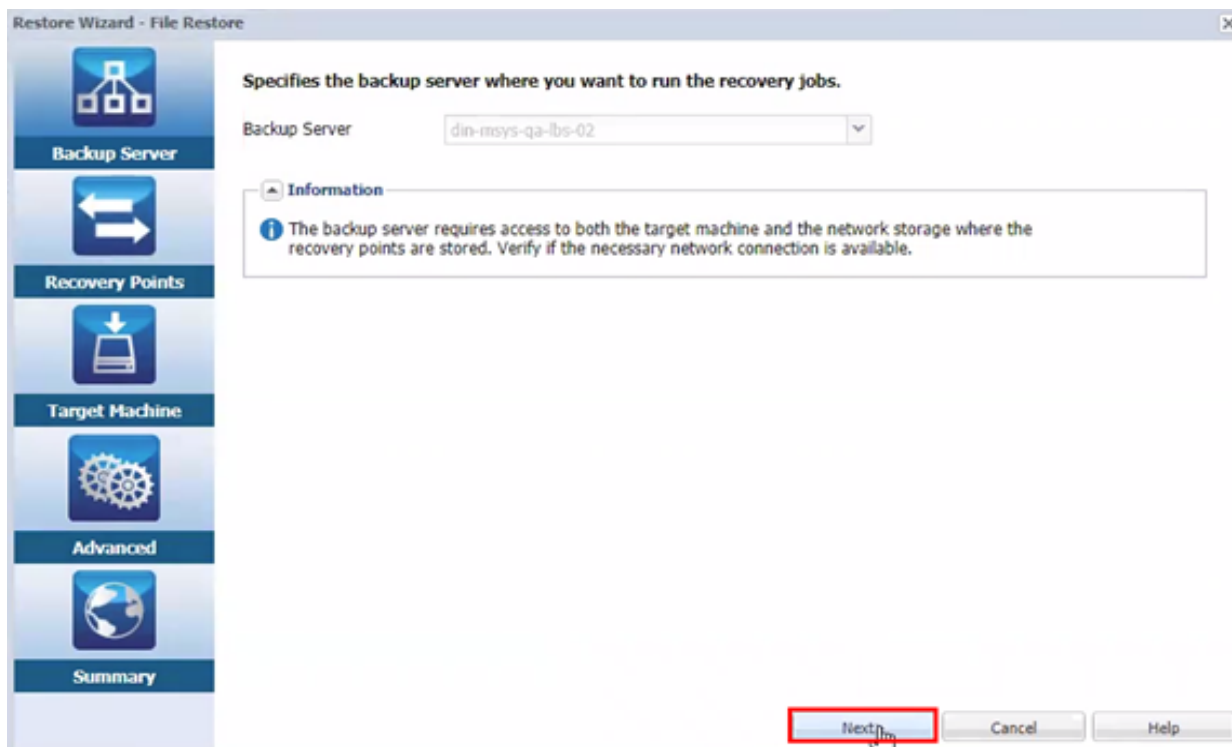 Restore Wizard - File Restore
Backup Server
Recovery Points
Target Machine
Advanced
Summary
Specifies the backup server where you want to run the recovery jobs.
Backup Server
din-msys-qa-lbs-02
Information
The backup server requires access to both the target machine and the network storage where the
recovery points are stored. Verify if the necessary network connection is available.
Next
Cancel
Help